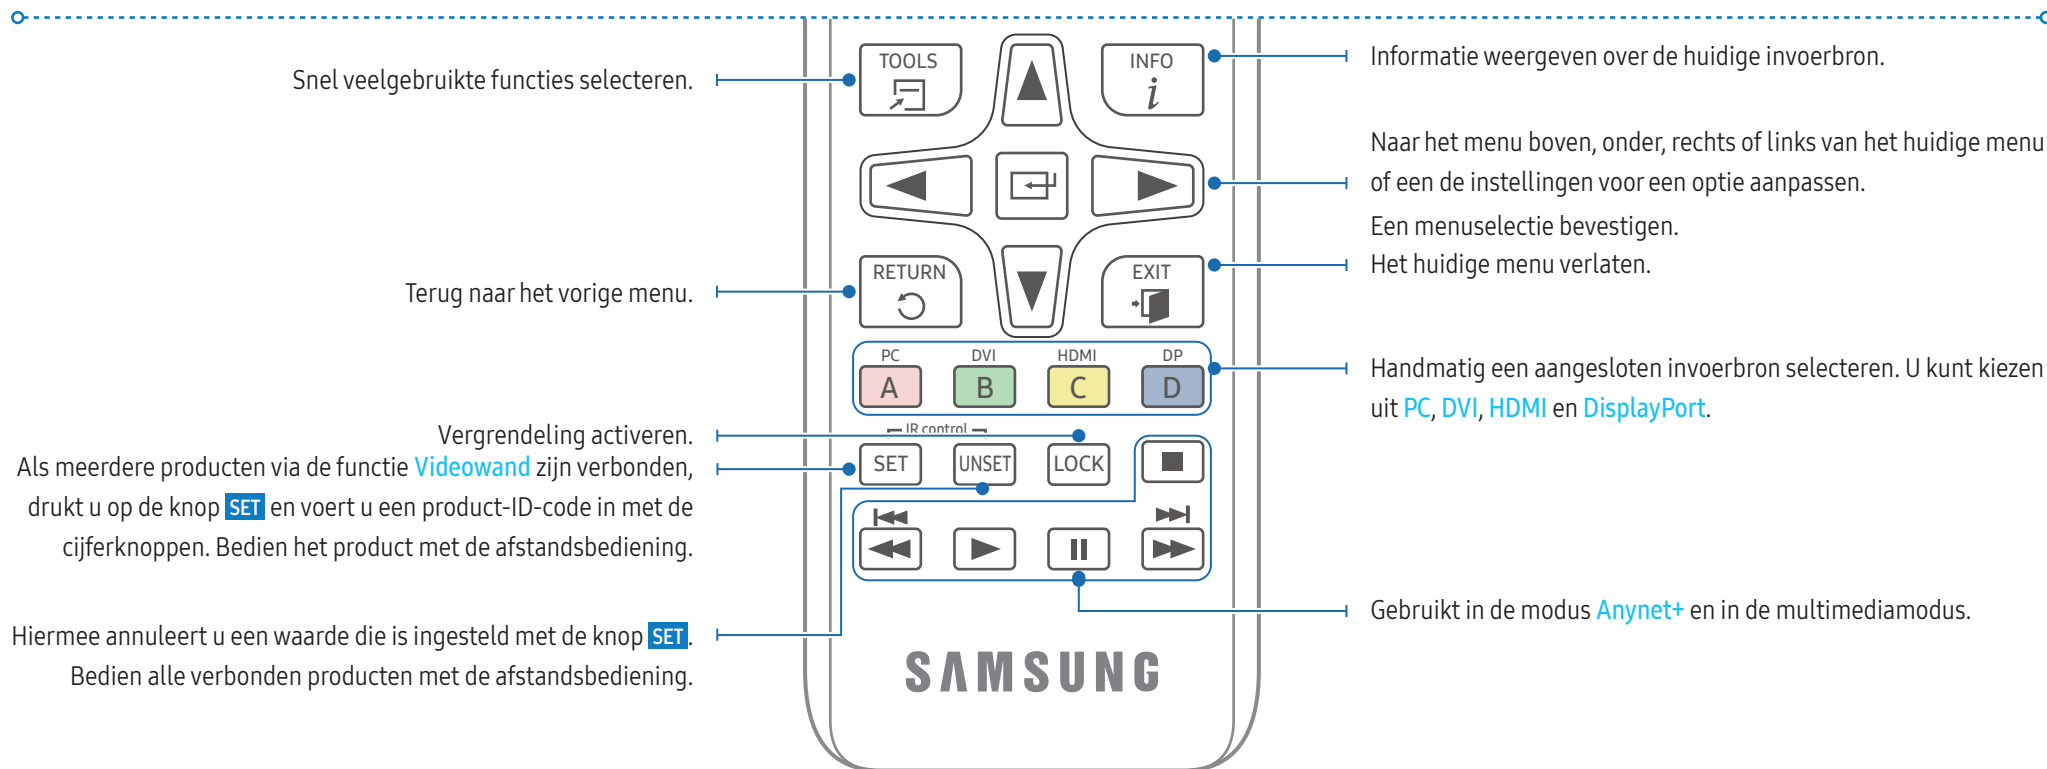 TOOLS
INFO
Snel veelgebruikte functies selecteren.
Informatie weergeven over de huidige invoerbron.
Naar het menu boven, onder, rechts of links van het huidige menu
of een de instellingen voor een optie aanpassen.
Een menuselectie bevestigen.
RETURN
EXIT
Terug naar het vorige menu.
Het huidige menu verlaten.
PC
DVI
HDMI
DP
A
B
C
D
Handmatig een aangesloten invoerbron selecteren. U kunt kiezen
uit PC, DVI, HDMI en DisplayPort.
IR control
SET
UNSET
LOCK
Vergrendeling activeren.
Als meerdere producten via de functie Videowand zijn verbonden,
drukt u op de knop SET en voert u een product-ID-code in met de
cijferknoppen. Bedien het product met de afstandsbediening.
Hiermee annuleert u een waarde die is ingesteld met de knop SET.
Bedien alle verbonden producten met de afstandsbediening.
Gebruikt in de modus Anynet+ en in de multimediamodus.
SAMSUNG